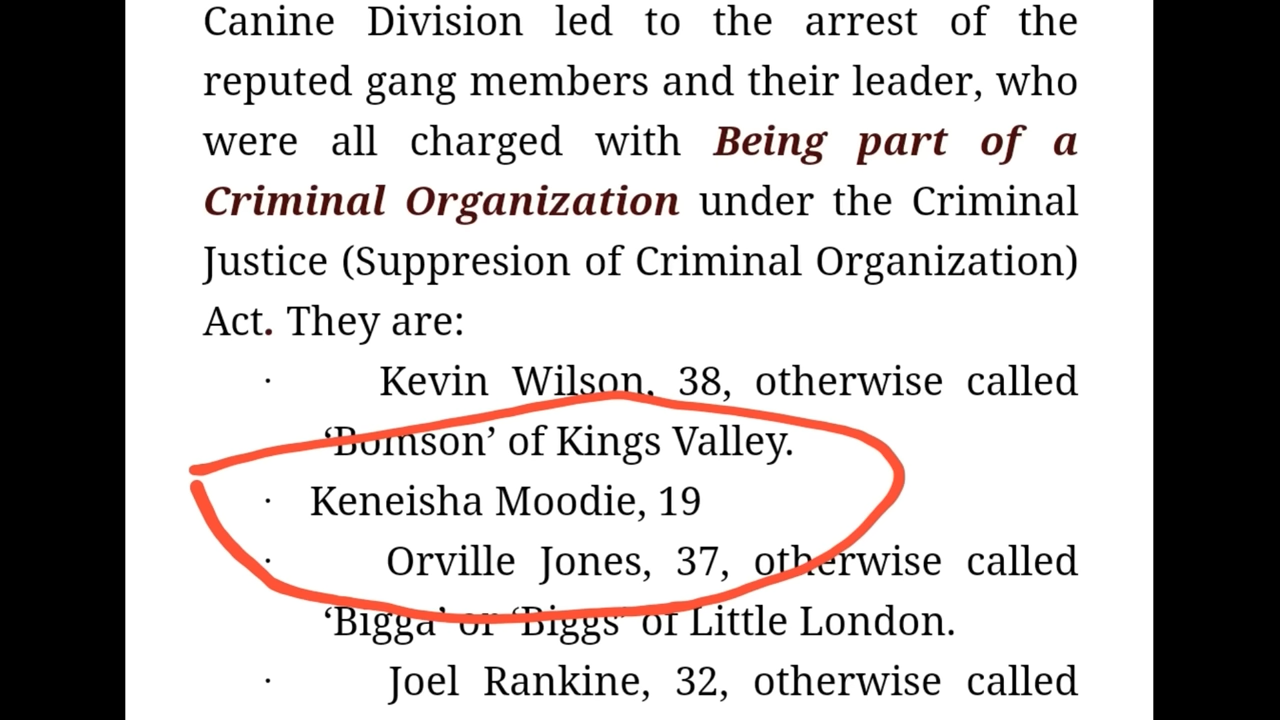 Canine Division led to the arrest of the
reputed gang members and their leader, who
were all charged with Being part of a
Criminal Organization under the Criminal
Justice (Suppresion of Criminal Organization)
Act. They are:
· Kevin Wilson, 38, otherwise called
‘Bomson’ of Kings Valley.
· Keneisha Moodie, 19
· Orville Jones, 37, otherwise called
‘Bigga’ or ‘Biggs’ of Little London.
· Joel Rankine, 32, otherwise called